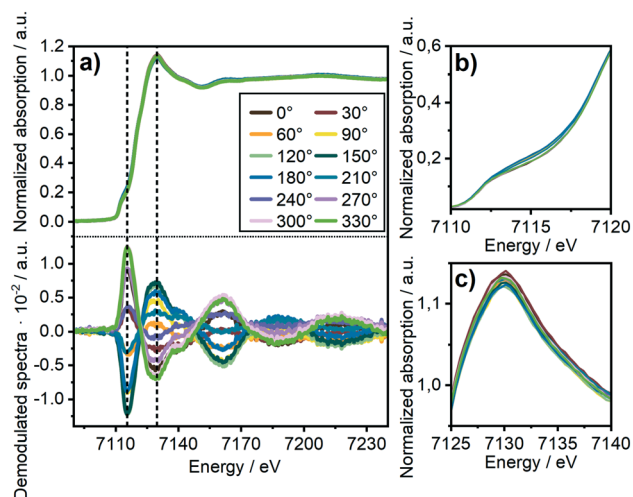 a)
Normalized absorption / a.u.
1.2
1.0
0.8
0.6
0.4
0.2
0.0
0° 30°
60° 90°
120° 150°
180° 210°
240° 270°
300° 330°
Demodulated spectra · 10⁻² / a.u.
1.0
0.5
0.0
-0.5
-1.0
7110 7140 7170 7200 7230
Energy / eV
b)
Normalized absorption / a.u.
0,6
0,4
0,2
7110 7115 7120
Energy / eV
c)
Normalized absorption / a.u.
1,1
1,0
7125 7130 7135 7140
Energy / eV